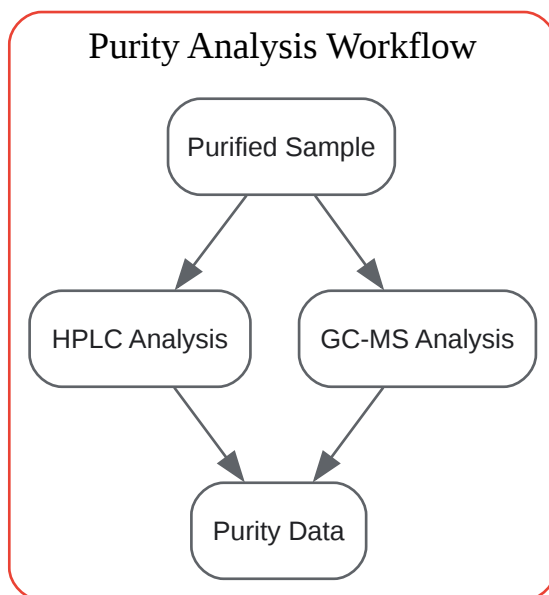 Purity Analysis Workflow
Purified Sample
HPLC Analysis
GC-MS Analysis
Purity Data